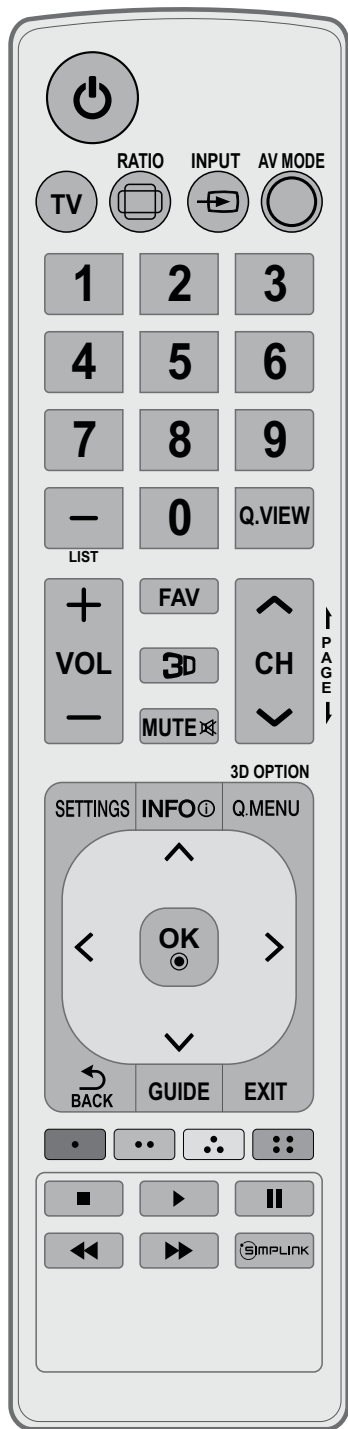 RATIO INPUT AV MODE
TV
1 2 3
4 5 6
7 8 9
– 0 Q.VIEW
LIST
+ FAV
VOL 3D CH
– MUTE
PAGE
3D OPTION
SETTINGS INFO Q.MENU
OK
BACK GUIDE EXIT
SIMPLINK